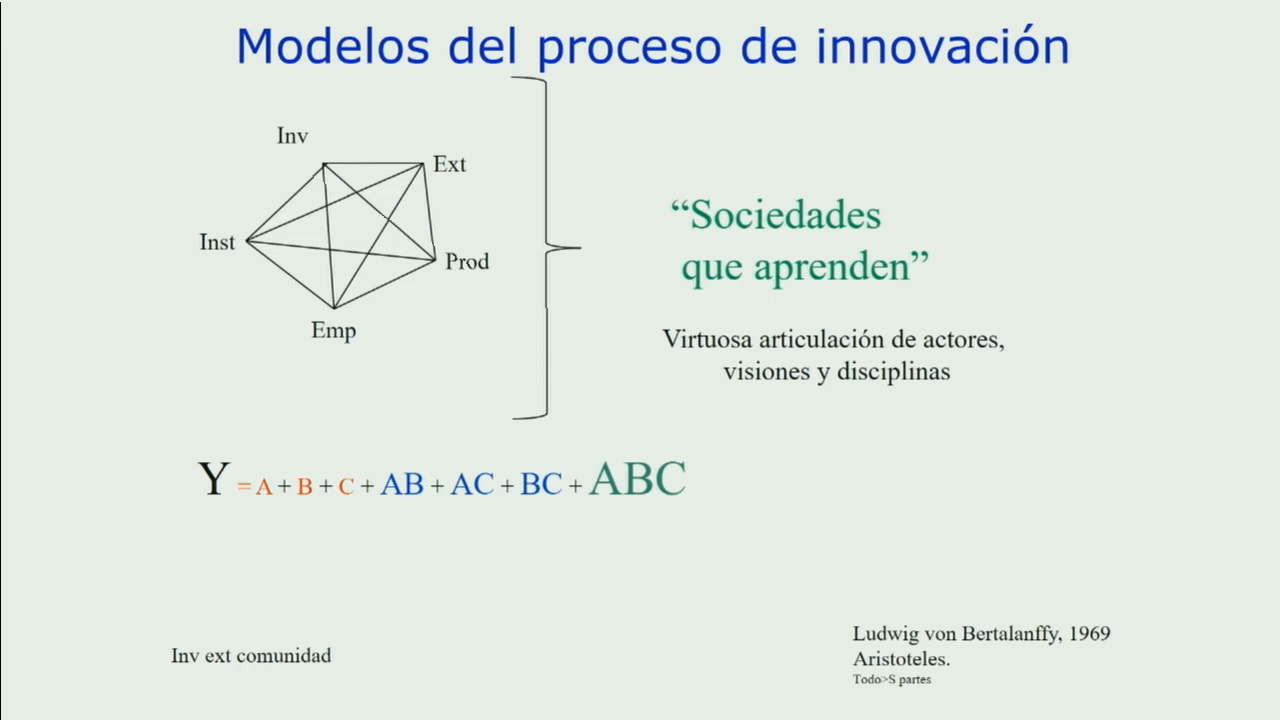 Modelos del proceso de innovación
Inv
Ext
Inst
Prod
Emp
“Sociedades
que aprenden”
Virtuosa articulación de actores,
visiones y disciplinas
Y = A + B + C + AB + AC + BC + ABC
Inv ext comunidad
Ludwig von Bertalanffy, 1969
Aristoteles.
Todo>S partes